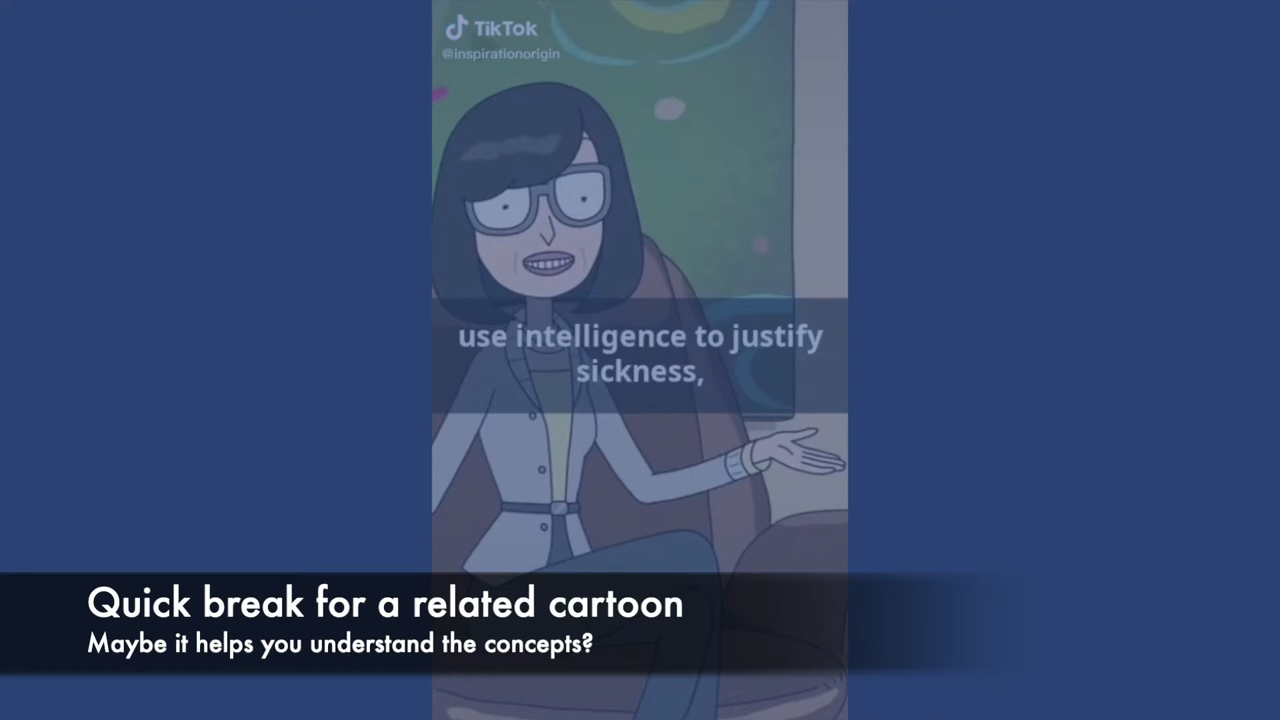 TikTok
@inspirationorigin
use intelligence to justify
sickness,
Quick break for a related cartoon
Maybe it helps you understand the concepts?